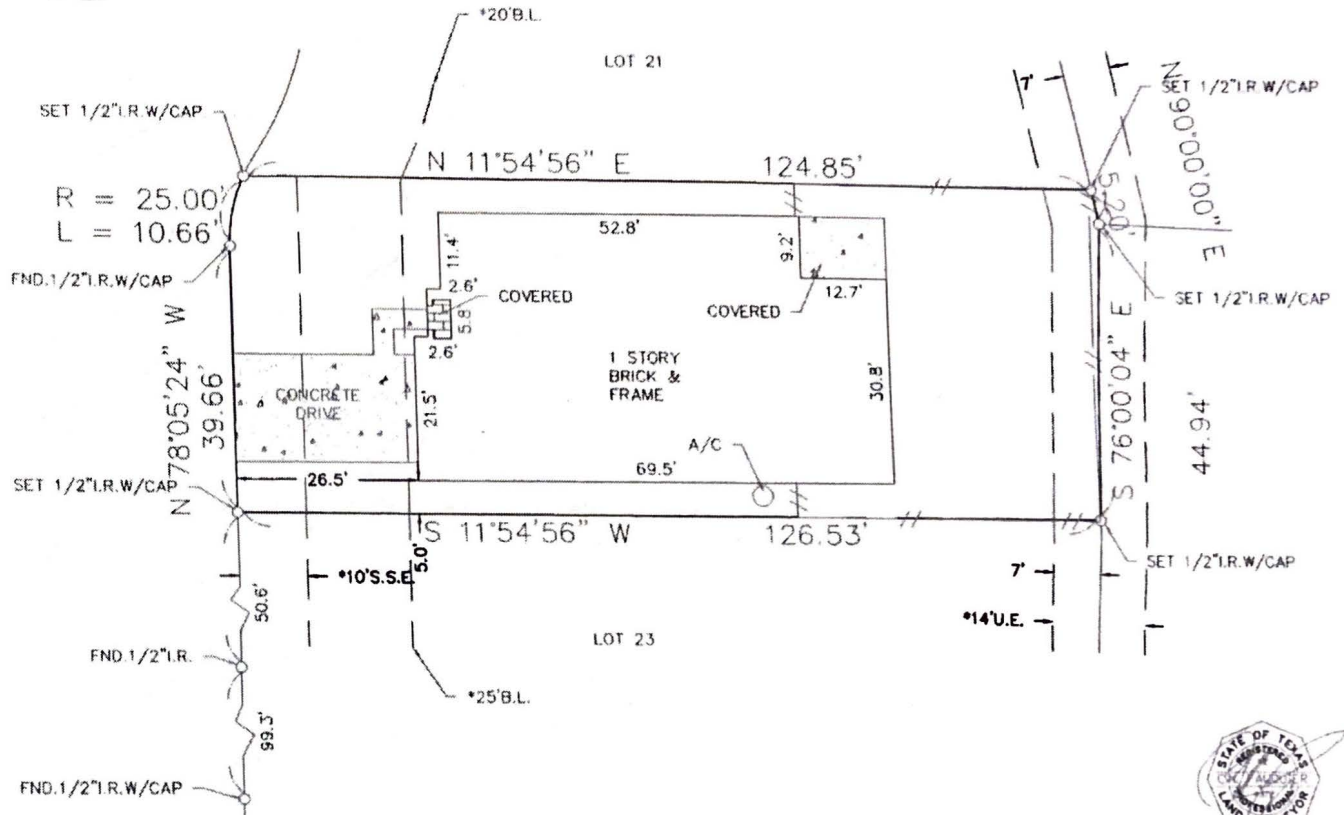 *20'B.L.
LOT 21
7'
SET 1/2"I.R.W/CAP
SET 1/2"I.R.W/CAP
N 90°00'00" E
5.20'
N 11°54'56" E 124.85'
R = 25.00'
L = 10.66'
FND.1/2"I.R.W/CAP
SET 1/2"I.R.W/CAP
52.8'
11.4'
9.2'
2.6'
COVERED
5.8'
2.6'
COVERED
12.7'
1 STORY
BRICK &
FRAME
30.8'
CONCRETE
DRIVE
21.5'
N 78°05'24" W
39.66'
S 76°00'04" E
44.94'
A/C
69.5'
26.5'
SET 1/2"I.R.W/CAP
S 11°54'56" W 126.53'
5.0'
SET 1/2"I.R.W/CAP
*10'S.S.E.
7'
*14'U.E.
50.6'
FND.1/2"I.R.
LOT 23
*25'B.L.
99.3'
FND.1/2"I.R.W/CAP
STATE OF TEXAS
REGISTERED
PROFESSIONAL